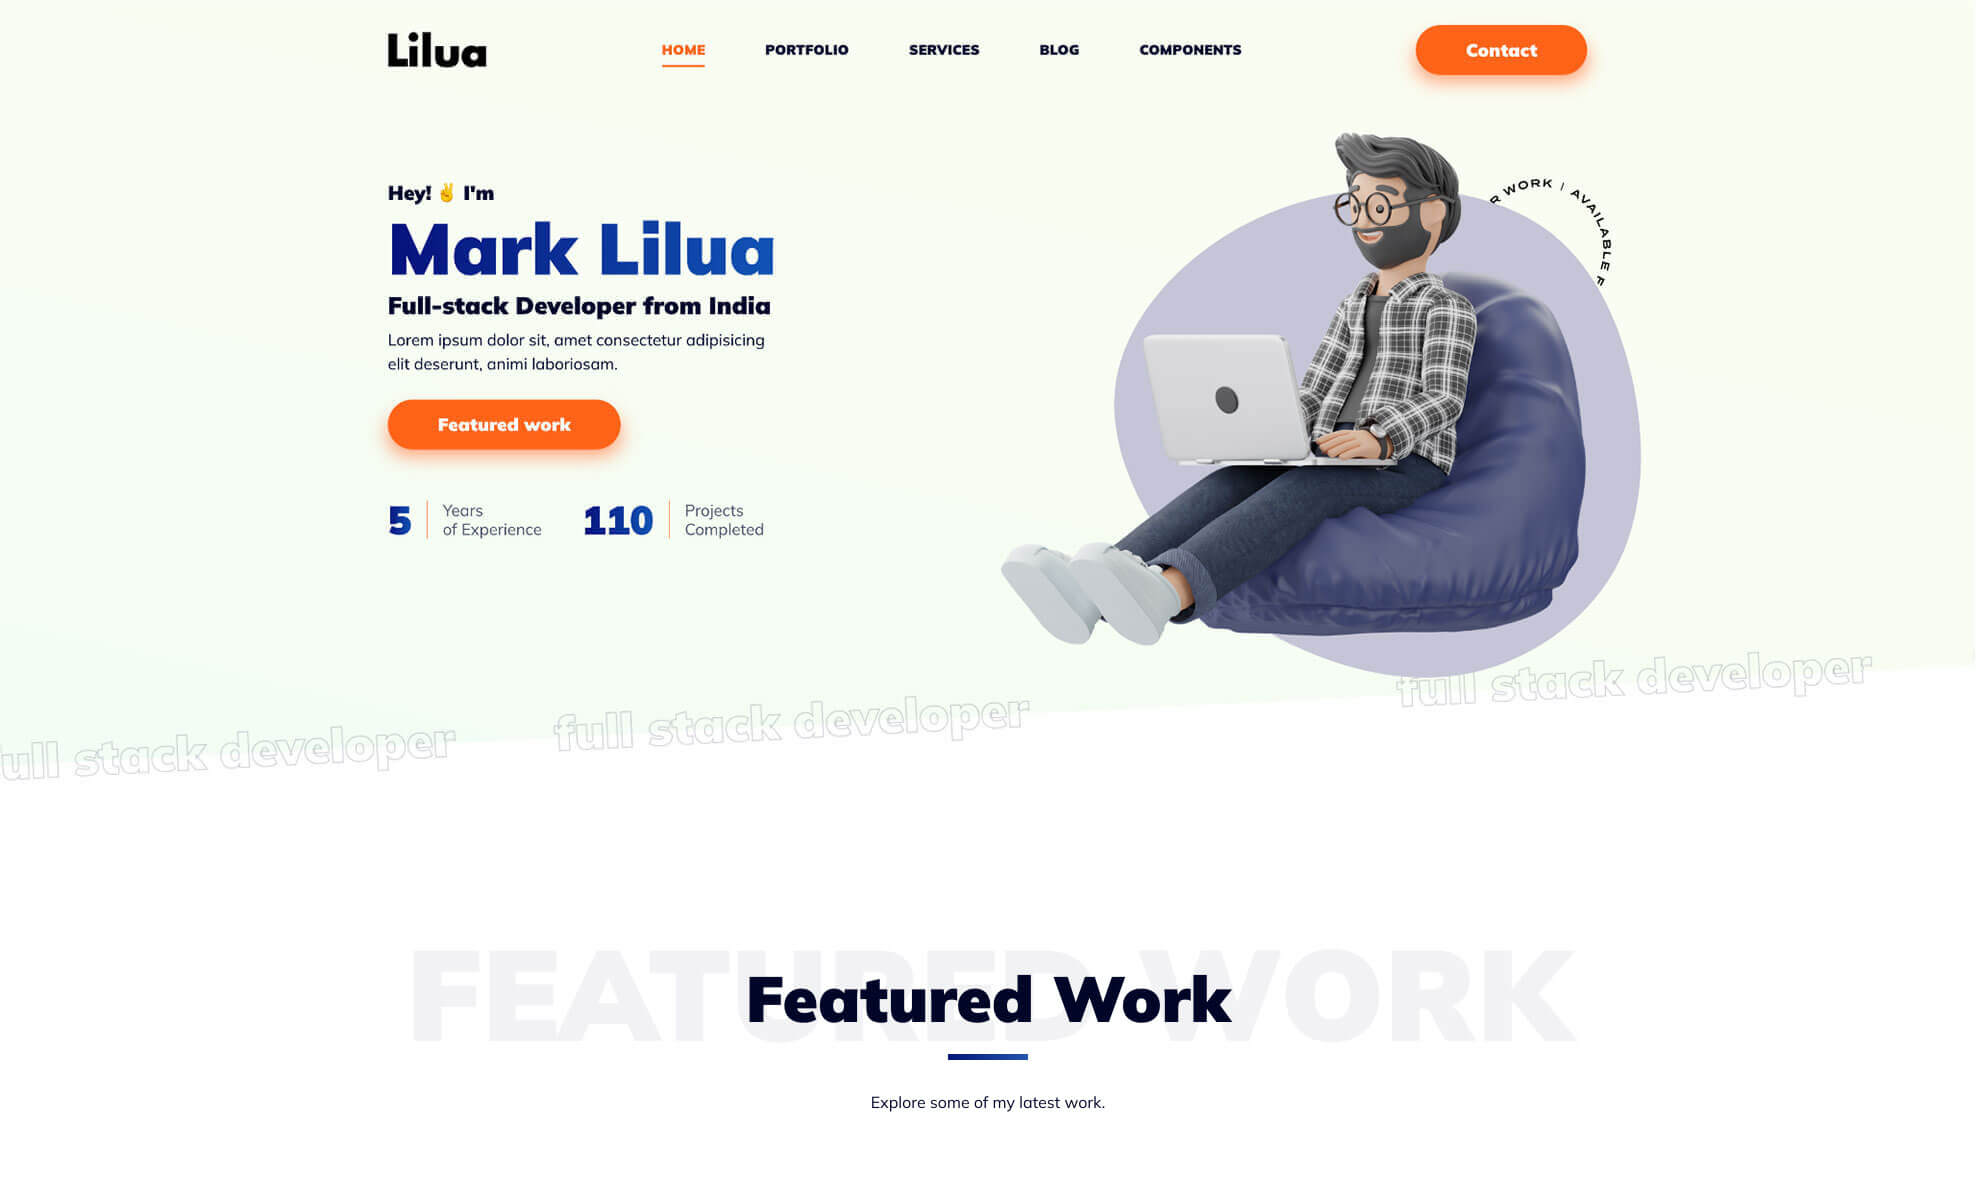 Lilua
HOME
PORTFOLIO
SERVICES
BLOG
COMPONENTS
Contact
Hey! ✌ I'm
Mark Lilua
Full-stack Developer from India
Lorem ipsum dolor sit, amet consectetur adipisicing
elit deserunt, animi laboriosam.
Featured work
5
Years
of Experience
110
Projects
Completed
R WORK | AVAILABLE F
full stack developer
full stack developer
full stack developer
FEATURED WORK
Featured Work
Explore some of my latest work.